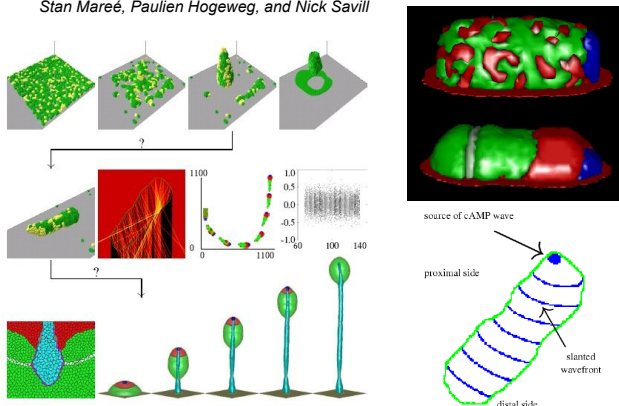 Stan Mareé, Paulien Hogeweg, and Nick Savill
?
1100
0
0
1100
1.0
0.5
0.0
-0.5
-1.0
60
100
140
?
source of cAMP wave
proximal side
slanted
wavefront
distal side